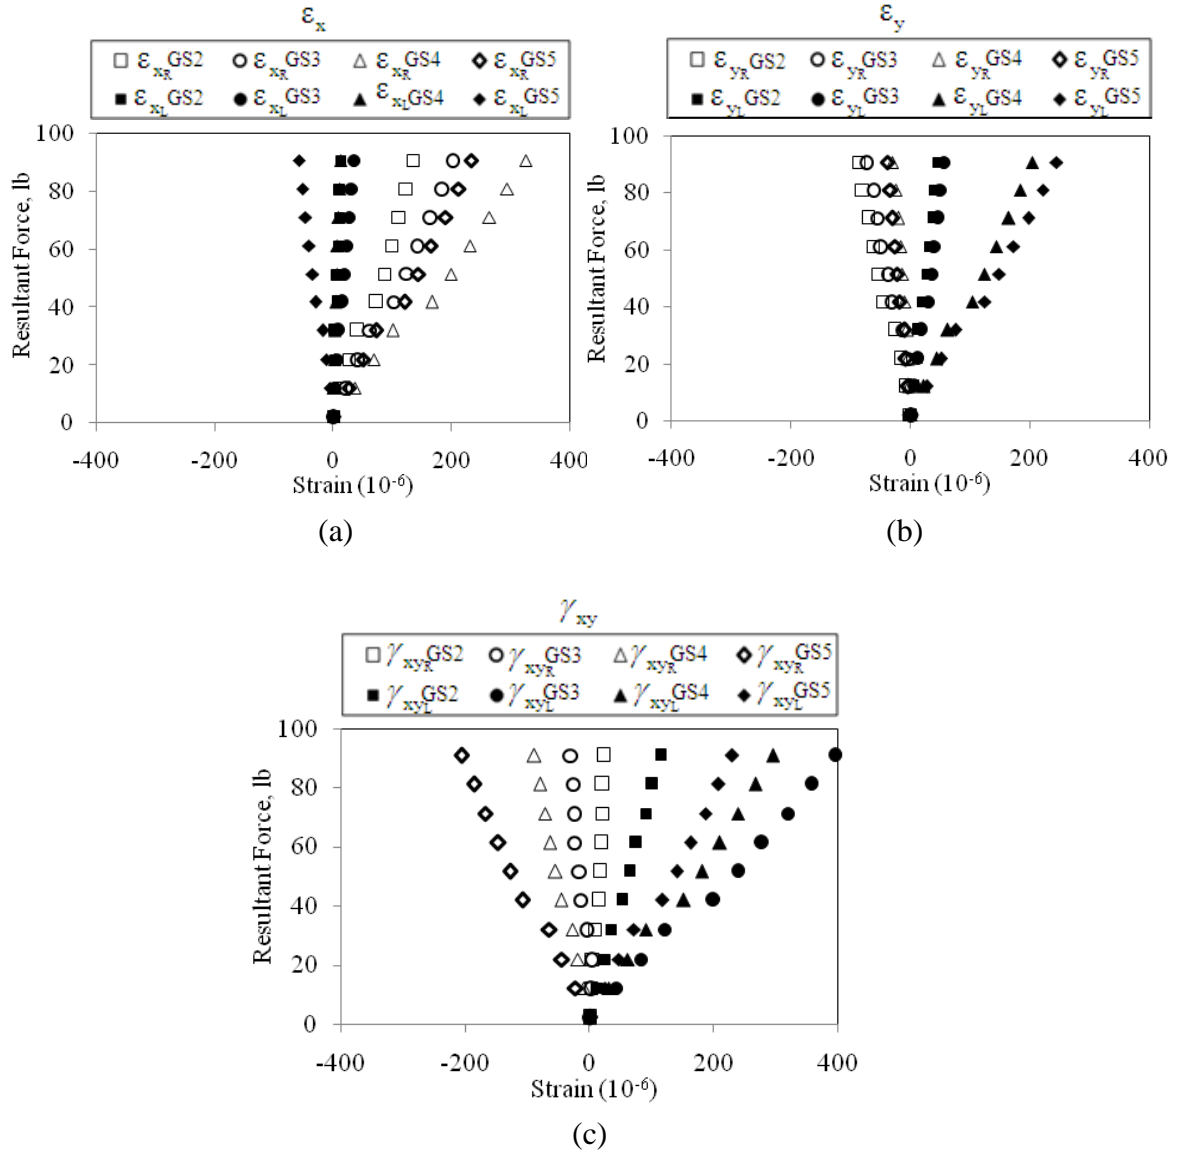 εx
εy
εxRGS2 εxRGS3 εxRGS4 εxRGS5
εxLGS2 εxLGS3 εxLGS4 εxLGS5
εyRGS2 εyRGS3 εyRGS4 εyRGS5
εyLGS2 εyLGS3 εyLGS4 εyLGS5
100
80
60
40
20
0
Resultant Force, lb
-400 -200 0 200 400
Strain (10-6)
(a)
100
80
60
40
20
0
Resultant Force, lb
-400 -200 0 200 400
Strain (10-6)
(b)
γxy
γxyRGS2 γxyRGS3 γxyRGS4 γxyRGS5
γxyLGS2 γxyLGS3 γxyLGS4 γxyLGS5
100
80
60
40
20
0
Resultant Force, lb
-400 -200 0 200 400
Strain (10-6)
(c)